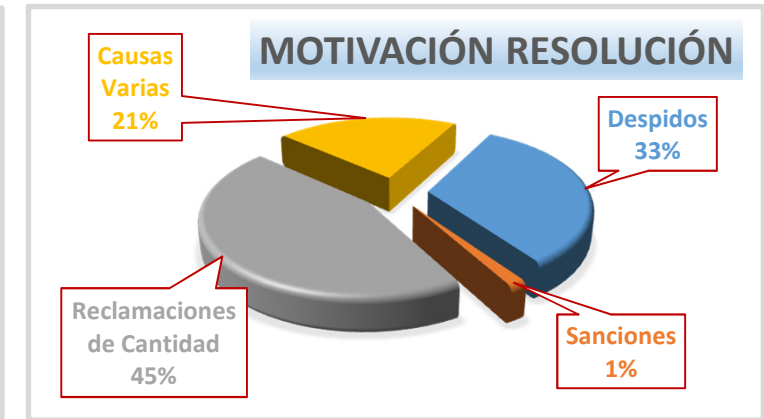 MOTIVACIÓN RESOLUCIÓN
Causas
Varias
21%
Despidos
33%
Reclamaciones
de Cantidad
45%
Sanciones
1%